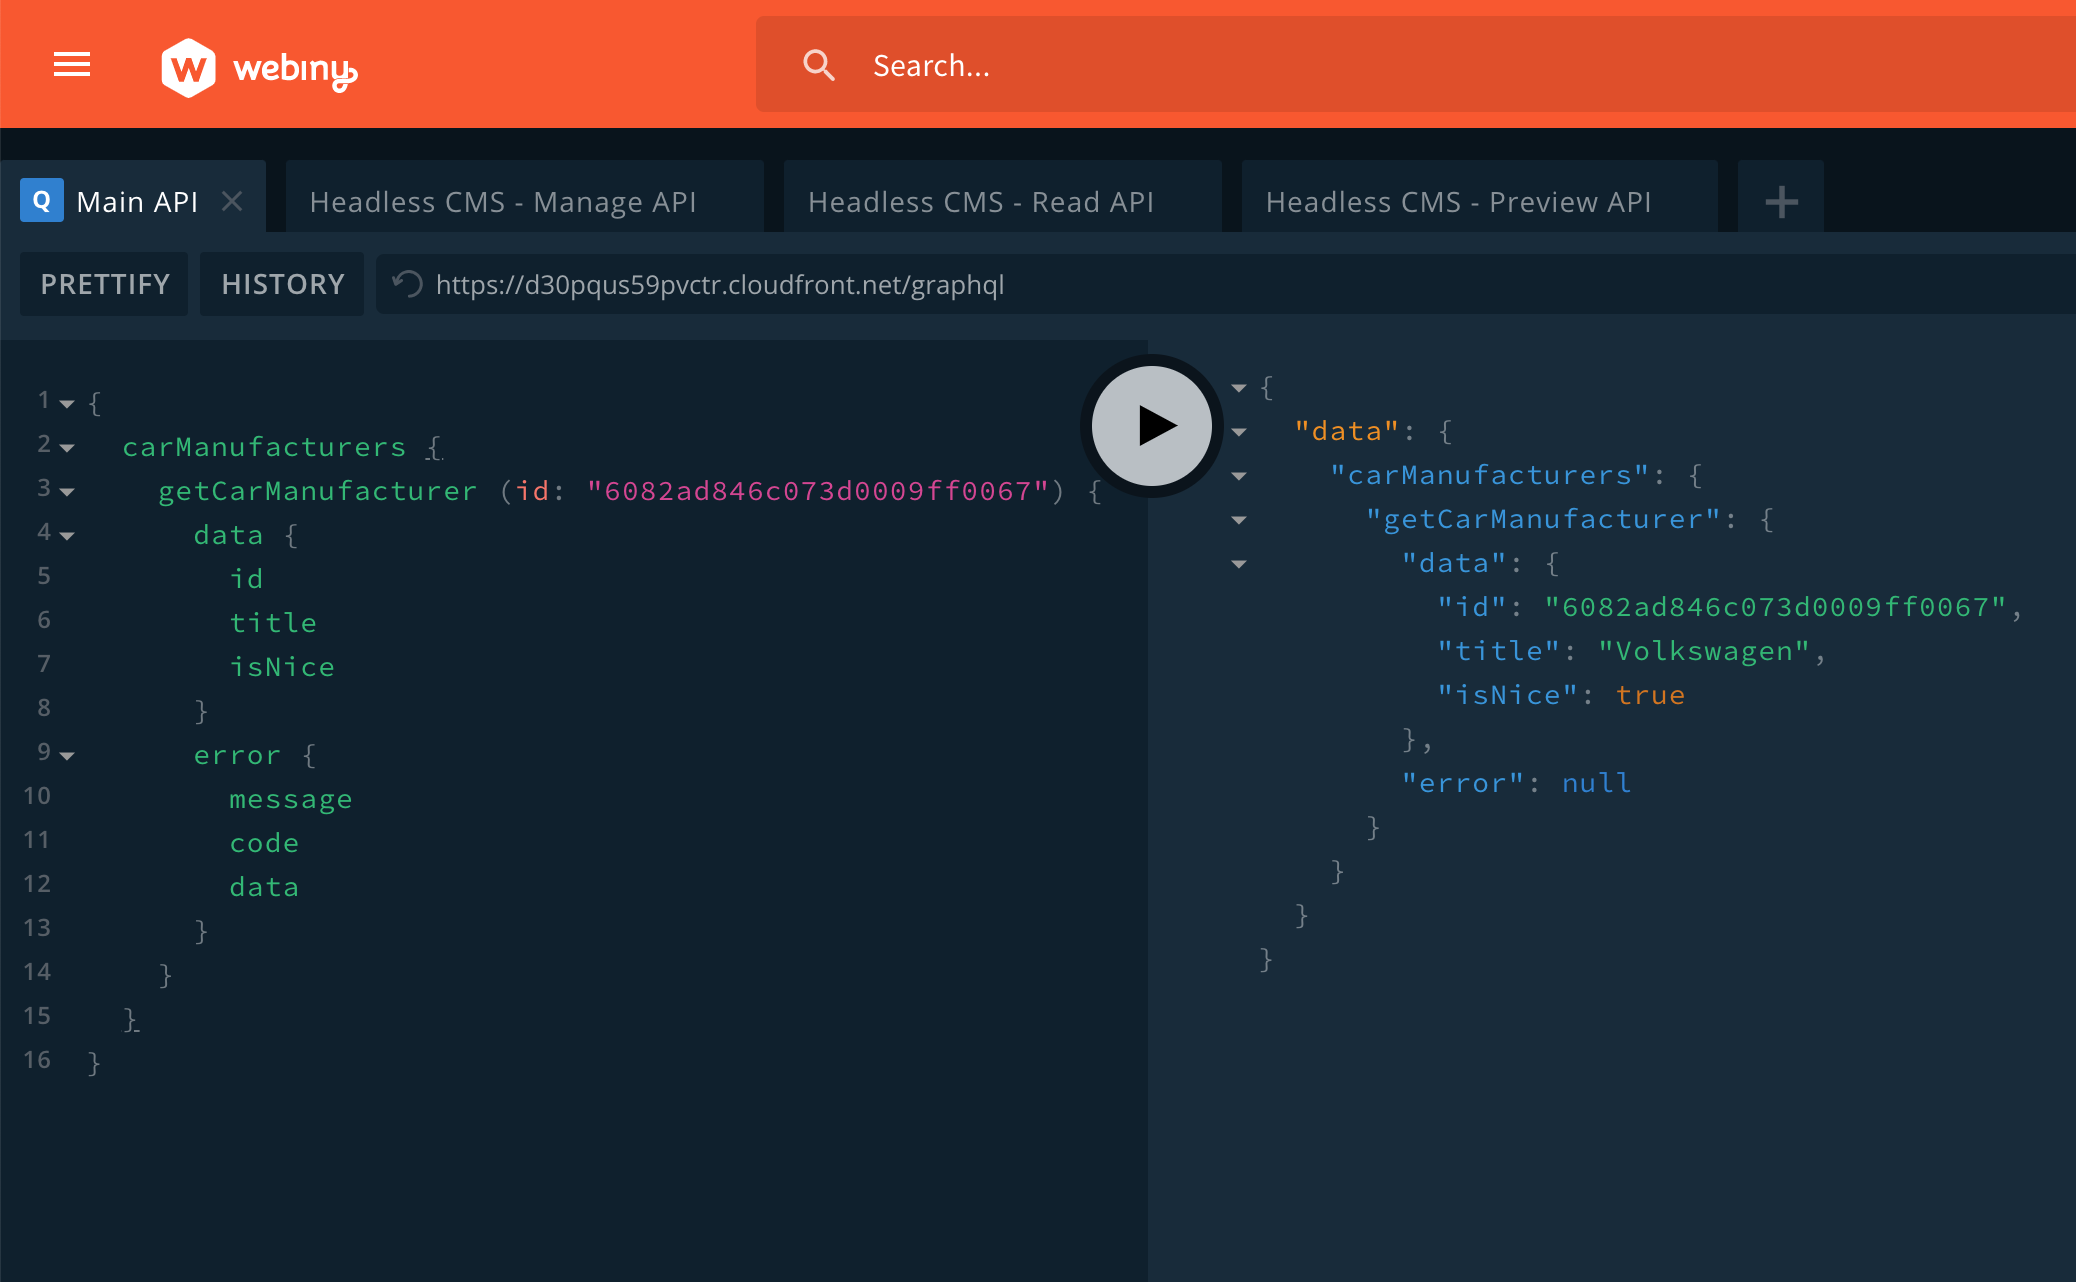 webiny
Search...
Q Main API
Headless CMS - Manage API
Headless CMS - Read API
Headless CMS - Preview API
PRETTIFY
HISTORY
https://d30pqus59pvctr.cloudfront.net/graphql
1 {
2 carManufacturers {
3 getCarManufacturer (id: "6082ad846c073d0009ff0067") {
4 data {
5 id
6 title
7 isNice
8 }
9 error {
10 message
11 code
12 data
13 }
14 }
15 }
16 }
{
"data": {
"carManufacturers": {
"getCarManufacturer": {
"data": {
"id": "6082ad846c073d0009ff0067",
"title": "Volkswagen",
"isNice": true
},
"error": null
}
}
}
}